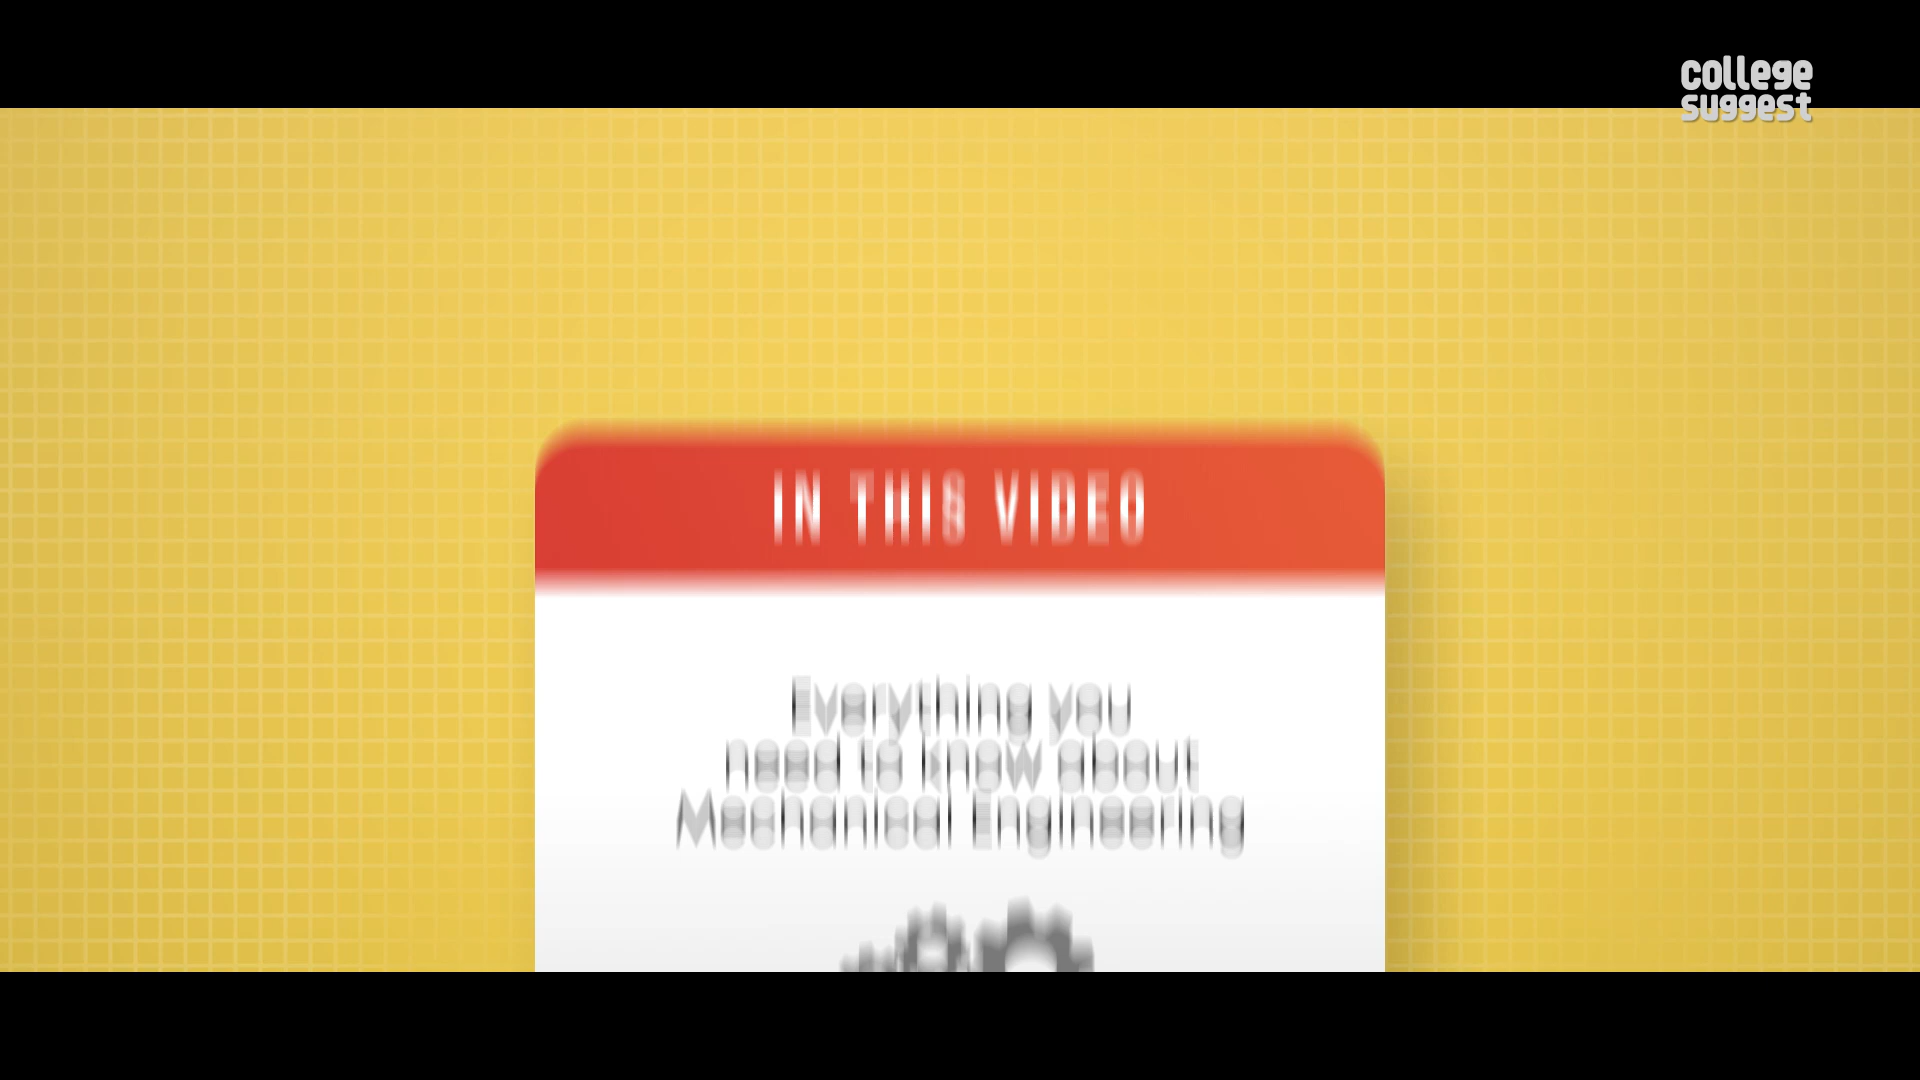 college
suggest
IN THIS VIDEO
Everything you
need to know about
Mechanical Engineering